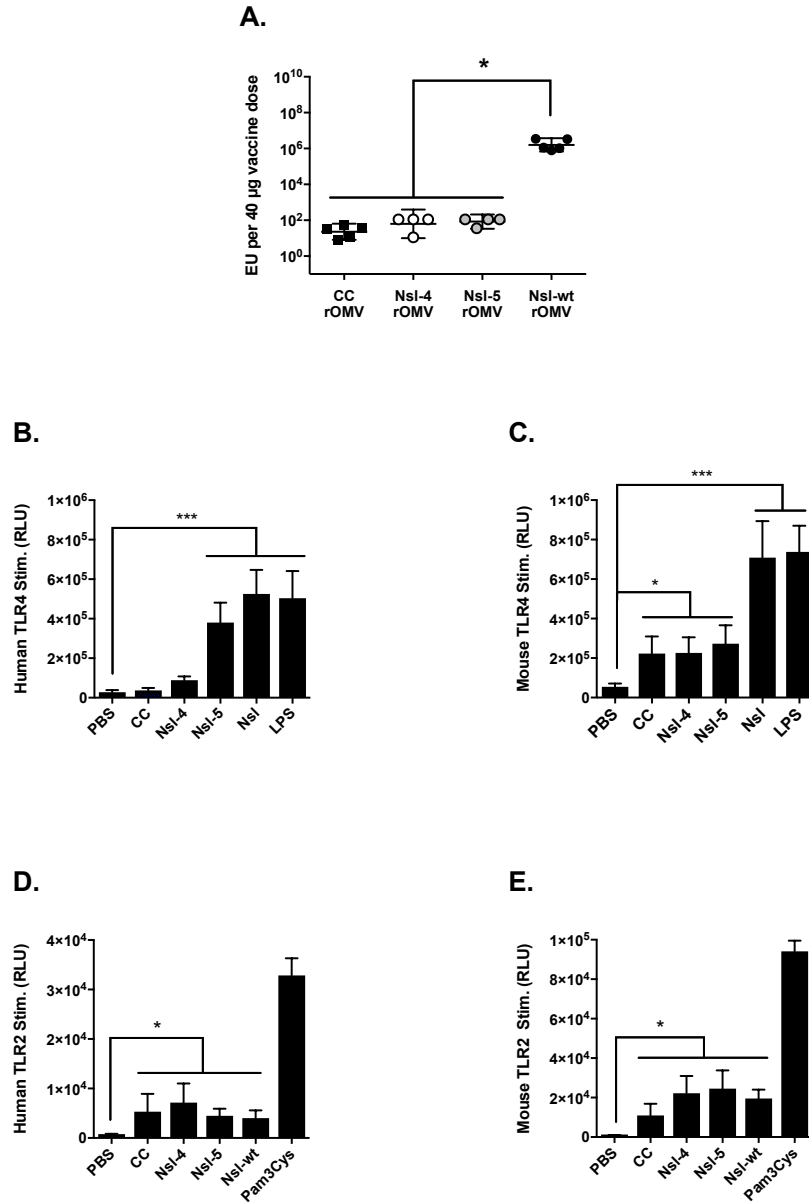 A.
*
EU per 40 µg vaccine dose
10¹⁰
10⁸
10⁶
10⁴
10²
10⁰
CC rOMV
Nsl-4 rOMV
Nsl-5 rOMV
Nsl-wt rOMV
B.
Human TLR4 Stim. (RLU)
***
1×10⁶
8×10⁵
6×10⁵
4×10⁵
2×10⁵
0
PBS
CC
Nsl-4
Nsl-5
Nsl
LPS
C.
Mouse TLR4 Stim. (RLU)
***
*
1×10⁶
8×10⁵
6×10⁵
4×10⁵
2×10⁵
0
PBS
CC
Nsl-4
Nsl-5
Nsl
LPS
D.
Human TLR2 Stim. (RLU)
*
4×10⁴
3×10⁴
2×10⁴
1×10⁴
0
PBS
CC
Nsl-4
Nsl-5
Nsl-wt
Pam3Cys
E.
Mouse TLR2 Stim. (RLU)
*
1×10⁵
8×10⁴
6×10⁴
4×10⁴
2×10⁴
0
PBS
CC
Nsl-4
Nsl-5
Nsl-wt
Pam3Cys